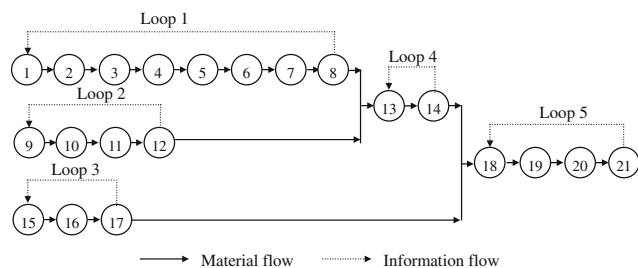 Loop 1
1 2 3 4 5 6 7 8
Loop 4
Loop 2
13 14
Loop 5
9 10 11 12
Loop 3
18 19 20 21
15 16 17
Material flow Information flow